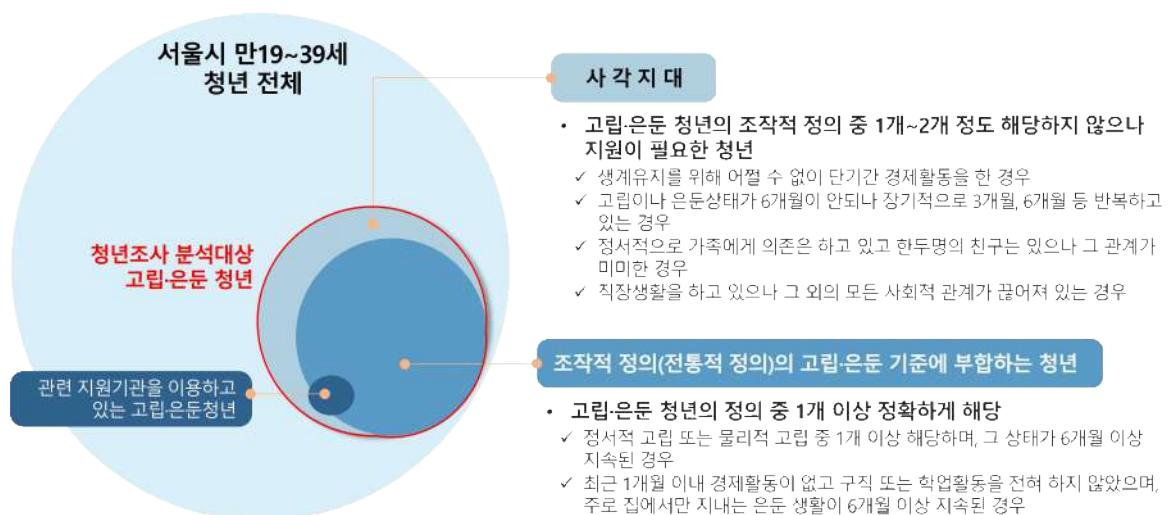 서울시 만19~39세
청년 전체
청년조사 분석대상
고립·은둔 청년
관련 지원기관을 이용하고
있는 고립·은둔청년
사 각 지 대
• 고립·은둔 청년의 조작적 정의 중 1개~2개 정도 해당하지 않으나
지원이 필요한 청년
✓ 생계유지를 위해 어쩔 수 없이 단기간 경제활동을 한 경우
✓ 고립이나 은둔상태가 6개월이 안되나 장기적으로 3개월, 6개월 등 반복하고
있는 경우
✓ 정서적으로 가족에게 의존은 하고 있고 한두명의 친구는 있으나 그 관계가
미미한 경우
✓ 직장생활을 하고 있으나 그 외의 모든 사회적 관계가 끊어져 있는 경우
조작적 정의(전통적 정의)의 고립·은둔 기준에 부합하는 청년
• 고립·은둔 청년의 정의 중 1개 이상 정확하게 해당
✓ 정서적 고립 또는 물리적 고립 중 1개 이상 해당하며, 그 상태가 6개월 이상
지속된 경우
✓ 최근 1개월 이내 경제활동이 없고 구직 또는 학업활동을 전혀 하지 않았으며,
주로 집에서만 지내는 은둔 생활이 6개월 이상 지속된 경우